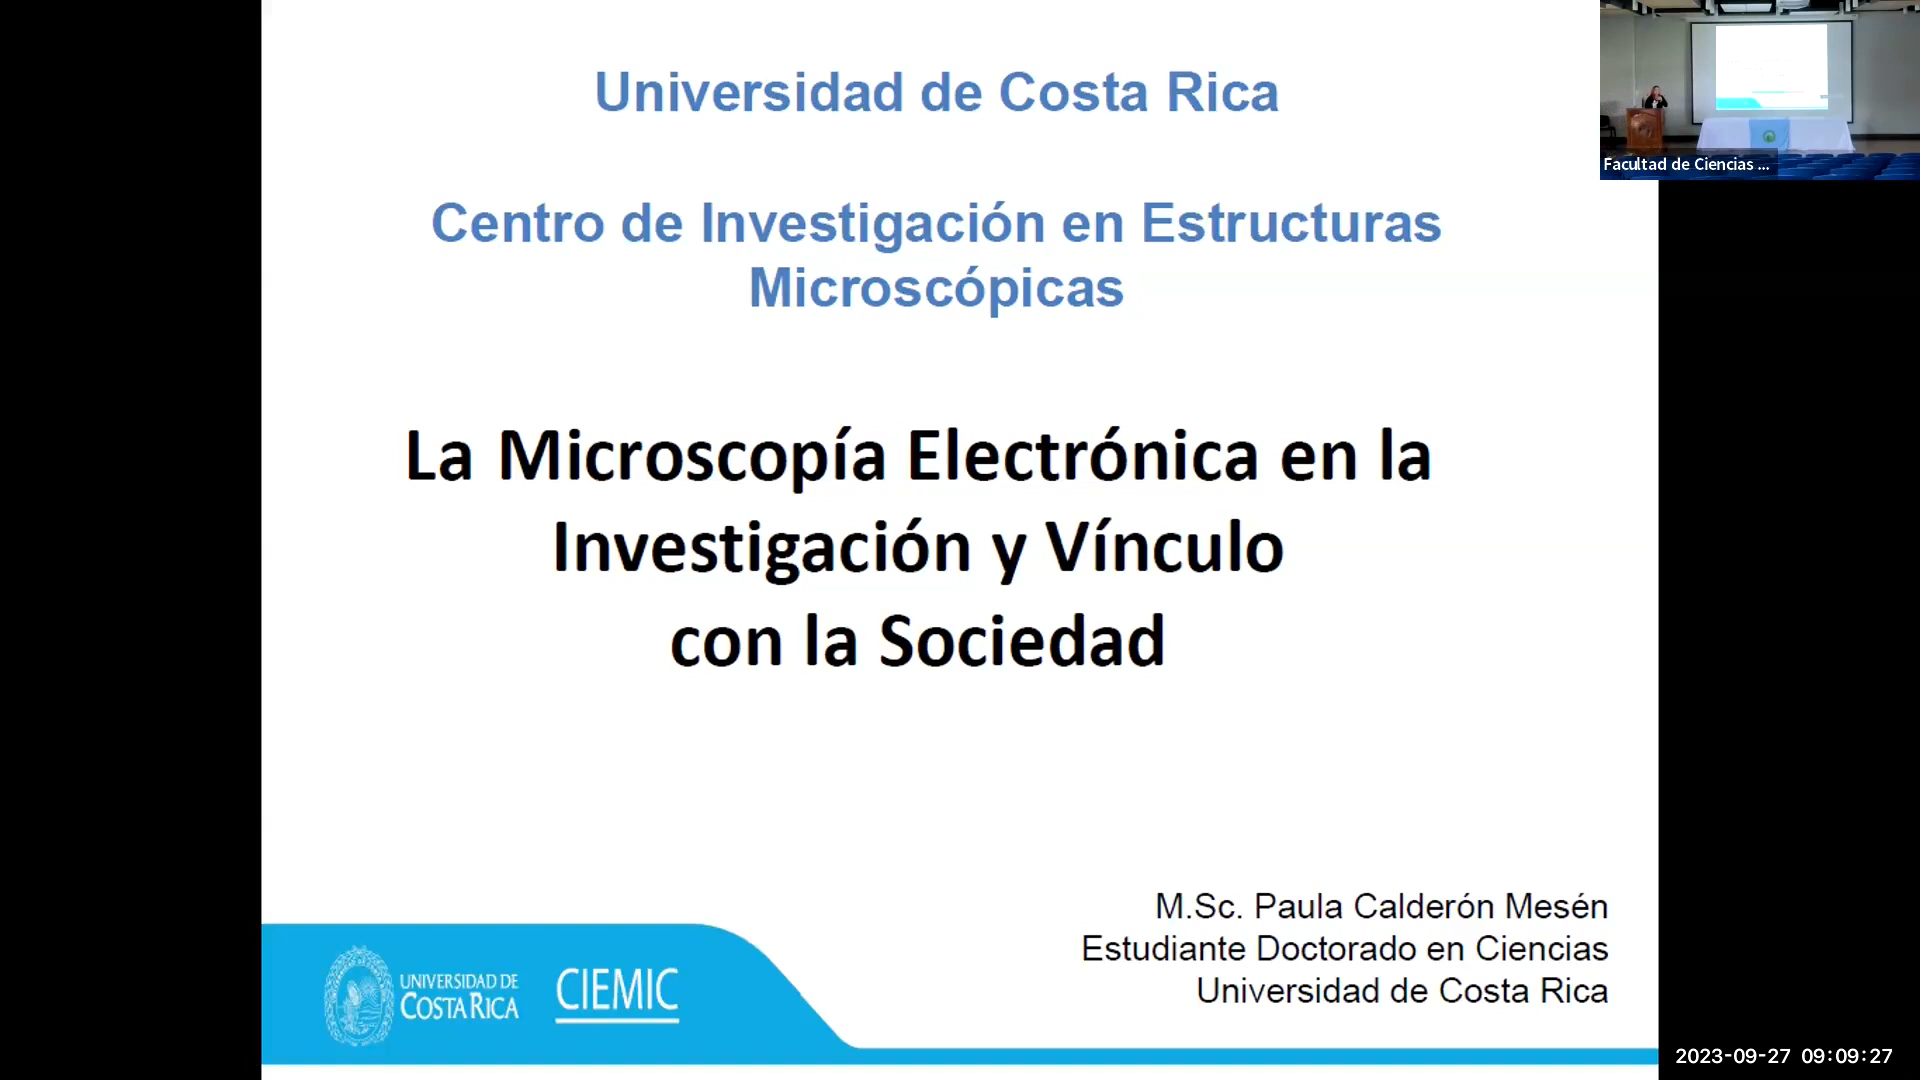 Universidad de Costa Rica
Centro de Investigación en Estructuras
Microscópicas
La Microscopía Electrónica en la
Investigación y Vínculo
con la Sociedad
M.Sc. Paula Calderón Mesén
Estudiante Doctorado en Ciencias
Universidad de Costa Rica
UNIVERSIDAD DE
COSTA RICA
CIEMIC
Facultad de Ciencias ...
2023-09-27 09:09:27